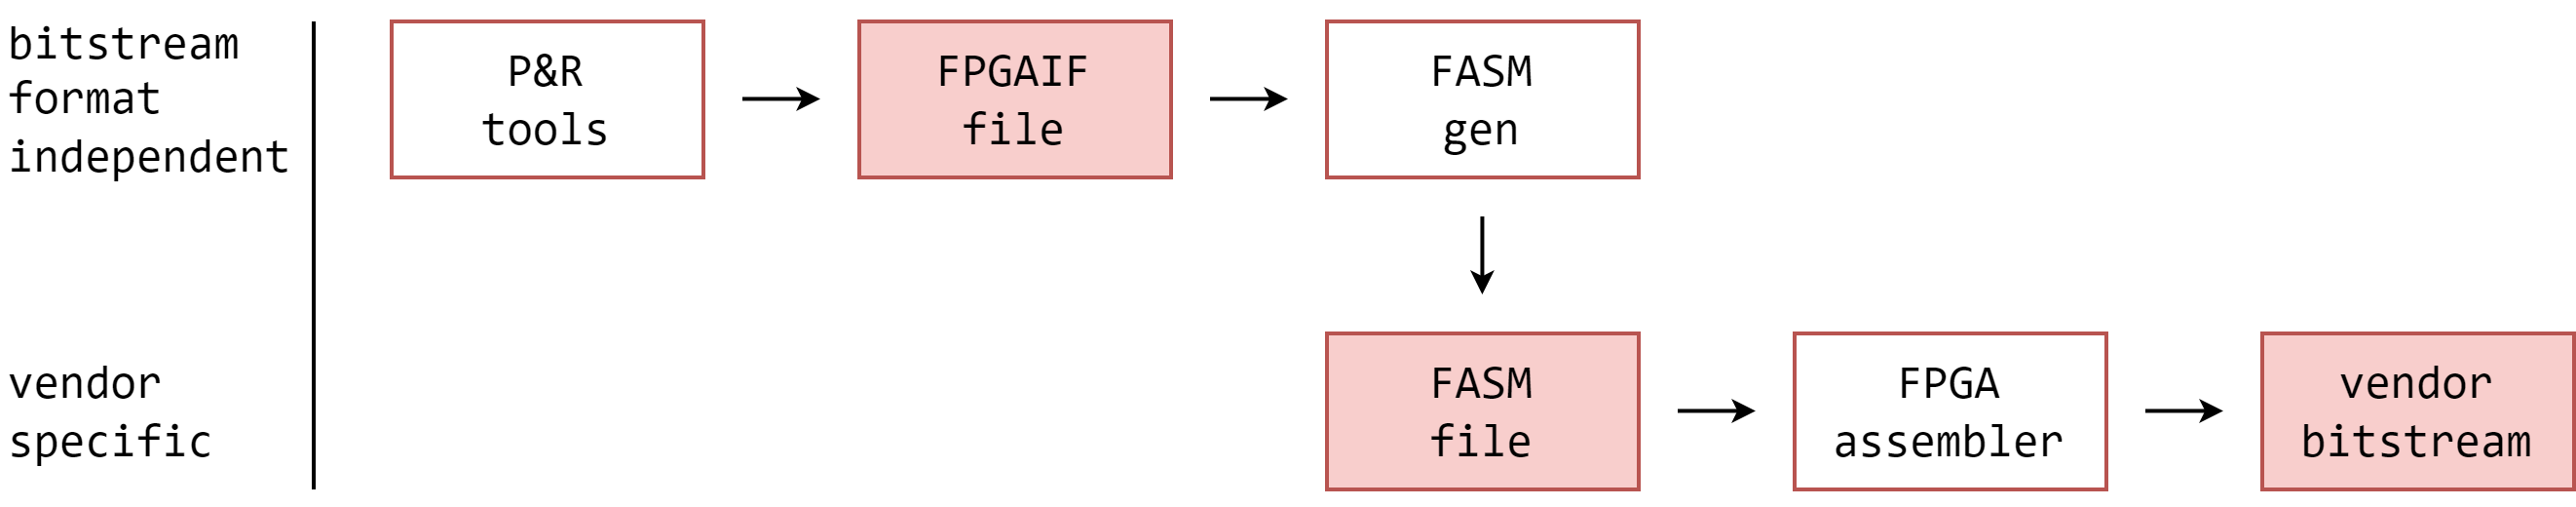 bitstream
format
independent
P&R
tools
FPGAIF
file
FASM
gen
vendor
specific
FASM
file
FPGA
assembler
vendor
bitstream